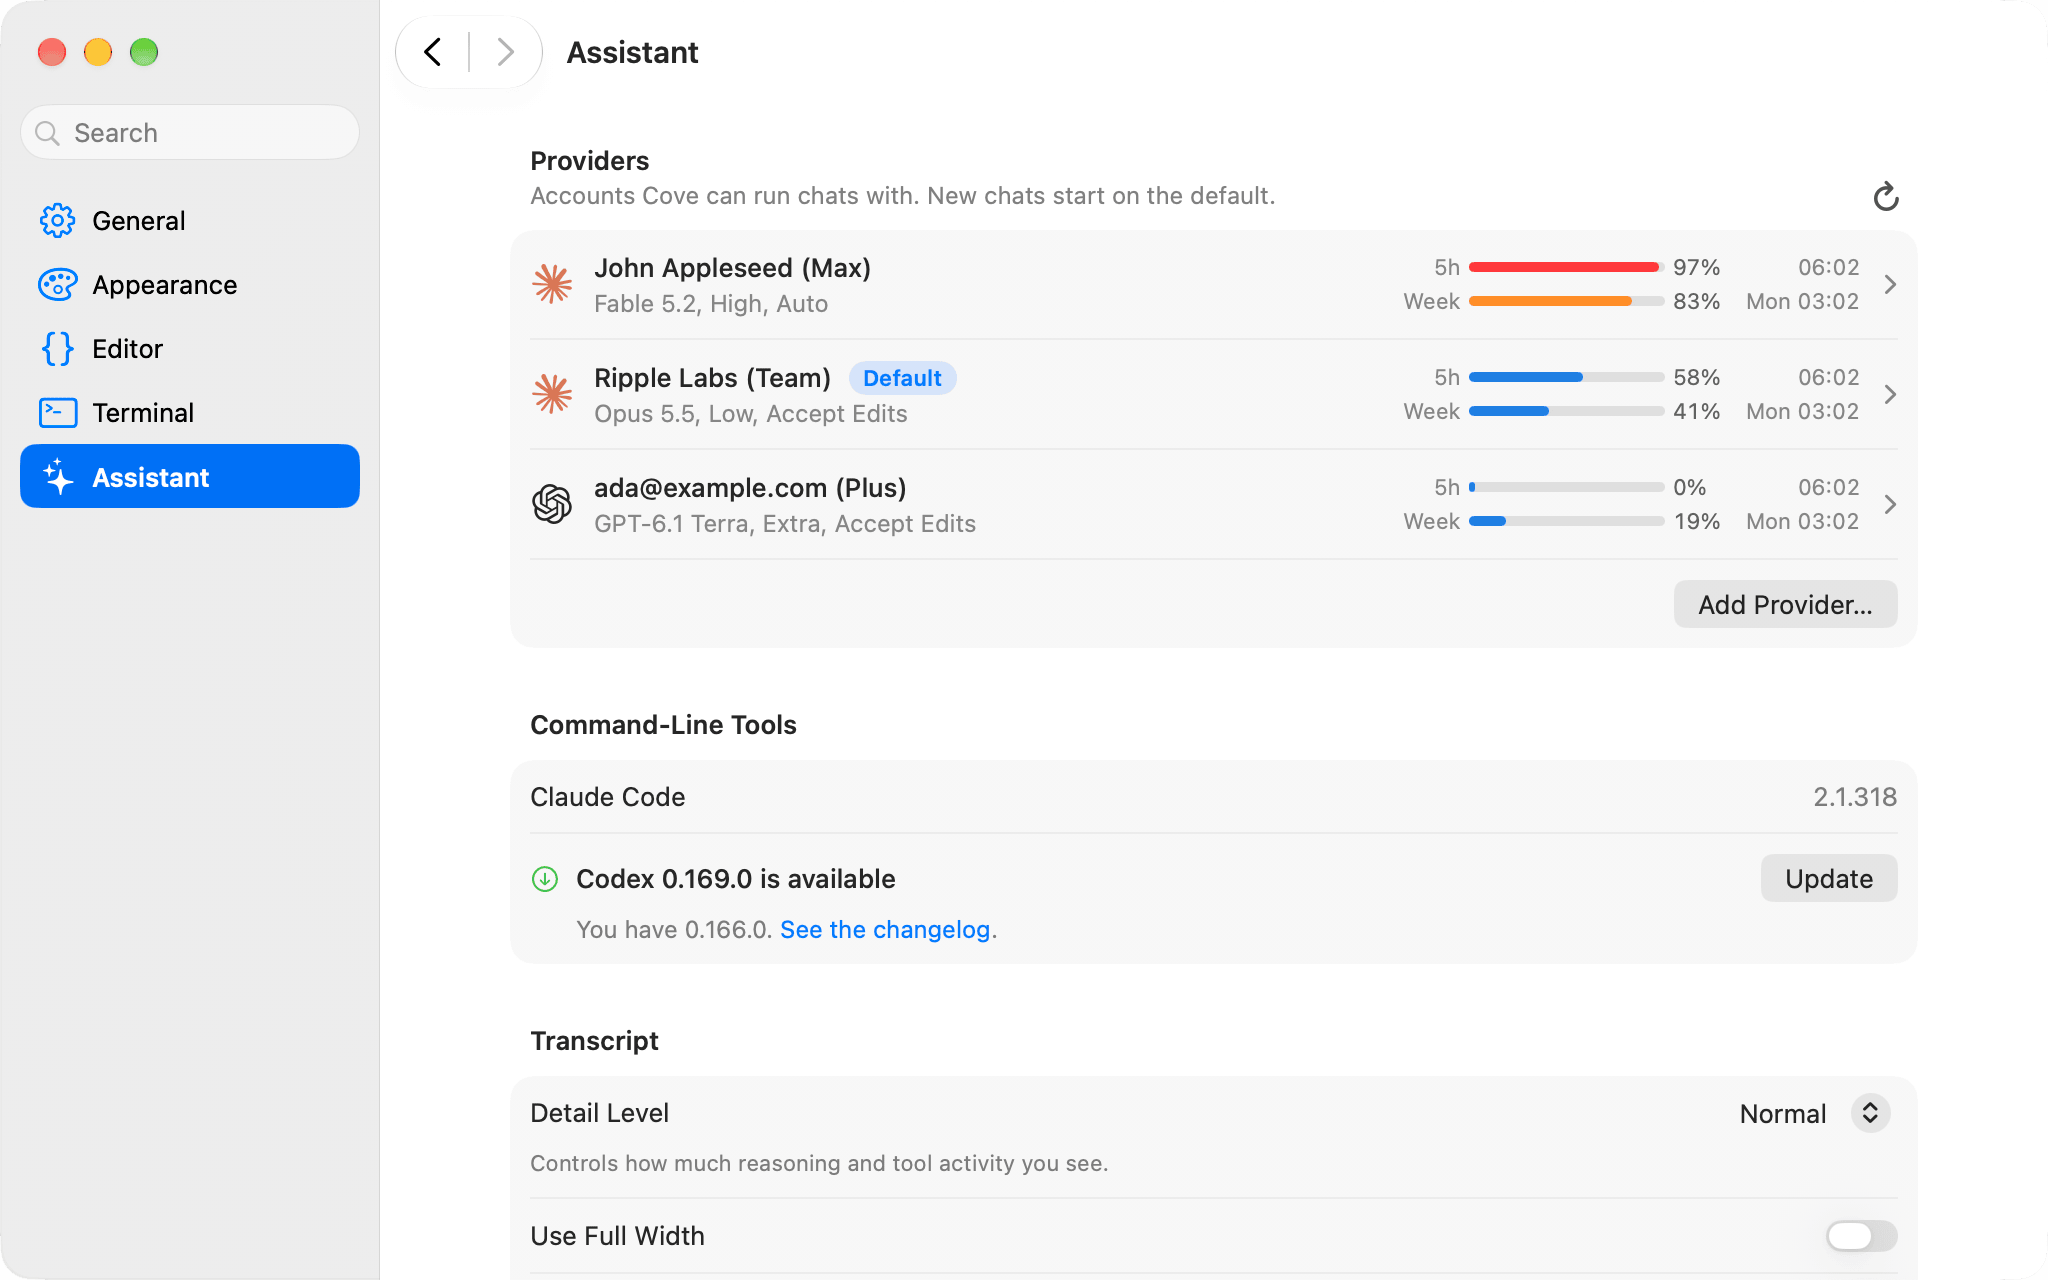 Assistant
Search
General
Appearance
Editor
Terminal
Assistant
Providers
Accounts Cove can run chats with. New chats start on the default.
John Appleseed (Max)
Fable 5.2, High, Auto
5h 97% 06:02
Week 83% Mon 03:02
Ripple Labs (Team) Default
Opus 5.5, Low, Accept Edits
5h 58% 06:02
Week 41% Mon 03:02
ada@example.com (Plus)
GPT-6.1 Terra, Extra, Accept Edits
5h 0% 06:02
Week 19% Mon 03:02
Add Provider...
Command-Line Tools
Claude Code 2.1.318
Codex 0.169.0 is available Update
You have 0.166.0. See the changelog.
Transcript
Detail Level Normal
Controls how much reasoning and tool activity you see.
Use Full Width